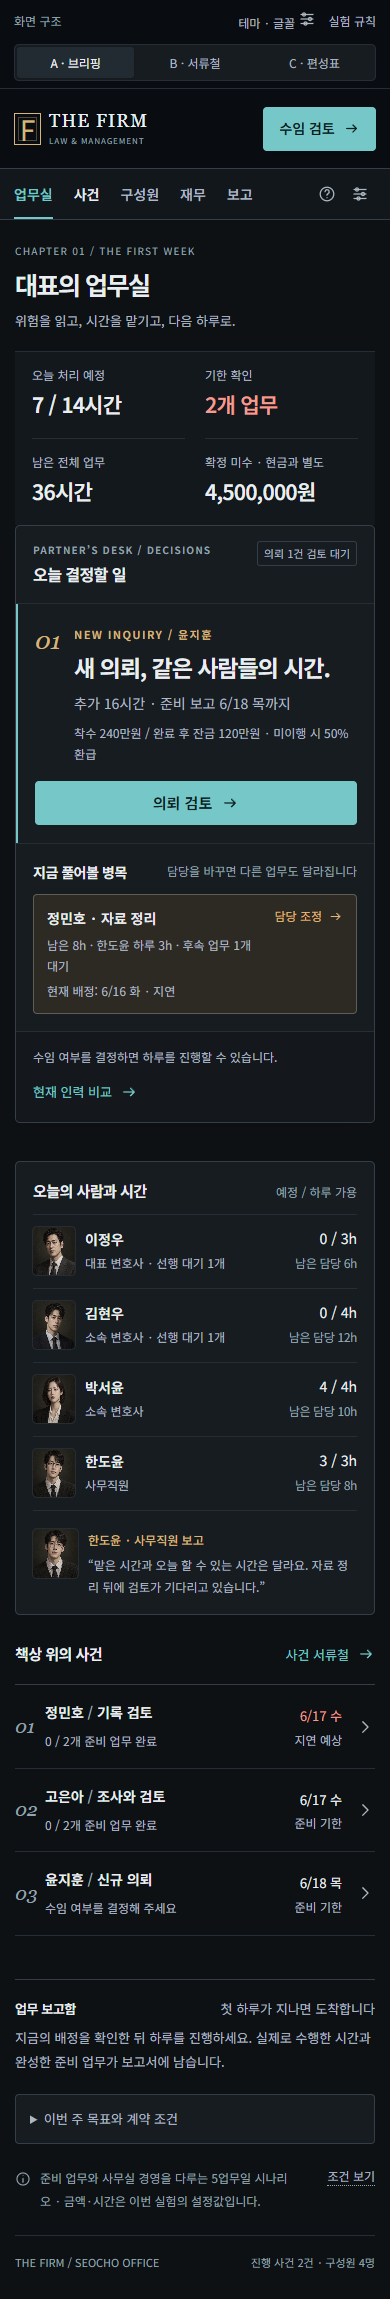 화면 구조
테마 · 글꼴
실험 규칙
A · 브리핑
B · 서류철
C · 편성표
F THE FIRM
LAW & MANAGEMENT
수임 검토 →
업무실 사건 구성원 재무 보고
CHAPTER 01 / THE FIRST WEEK
대표의 업무실
위험을 읽고, 시간을 맡기고, 다음 하루로.
오늘 처리 예정
7 / 14시간
기한 확인
2개 업무
남은 전체 업무
36시간
확정 미수 · 현금과 별도
4,500,000원
PARTNER'S DESK / DECISIONS
오늘 결정할 일
의뢰 1건 검토 대기
01
NEW INQUIRY / 윤지훈
새 의뢰, 같은 사람들의 시간.
추가 16시간 · 준비 보고 6/18 목까지
착수 240만원 / 완료 후 잔금 120만원 · 미이행 시 50%
환급
의뢰 검토 →
지금 풀어볼 병목
담당을 바꾸면 다른 업무도 달라집니다
정민호 · 자료 정리
담당 조정 →
남은 8h · 한도윤 하루 3h · 후속 업무 1개
대기
현재 배정: 6/16 화 · 지연
수임 여부를 결정하면 하루를 진행할 수 있습니다.
현재 인력 비교 →
오늘의 사람과 시간
예정 / 하루 가용
이정우
대표 변호사 · 선행 대기 1개
0 / 3h
남은 담당 6h
김현우
소속 변호사 · 선행 대기 1개
0 / 4h
남은 담당 12h
박서윤
소속 변호사
4 / 4h
남은 담당 10h
한도윤
사무직원
3 / 3h
남은 담당 8h
한도윤 · 사무직원 보고
“맡은 시간과 오늘 할 수 있는 시간은 달라요. 자료 정
리 뒤에 검토가 기다리고 있습니다.”
책상 위의 사건
사건 서류철 →
01
정민호 / 기록 검토
0 / 2개 준비 업무 완료
6/17 수
지연 예상
02
고은아 / 조사와 검토
0 / 2개 준비 업무 완료
6/17 수
준비 기한
03
윤지훈 / 신규 의뢰
수임 여부를 결정해 주세요
6/18 목
준비 기한
업무 보고함
첫 하루가 지나면 도착합니다
지금의 배정을 확인한 뒤 하루를 진행하세요. 실제로 수행한 시간과
완성한 준비 업무가 보고서에 남습니다.
▶ 이번 주 목표와 계약 조건
준비 업무와 사무실 경영을 다루는 5업무일 시나리
오 · 금액·시간은 이번 실험의 설정값입니다.
조건 보기
THE FIRM / SEOCHO OFFICE
진행 사건 2건 · 구성원 4명